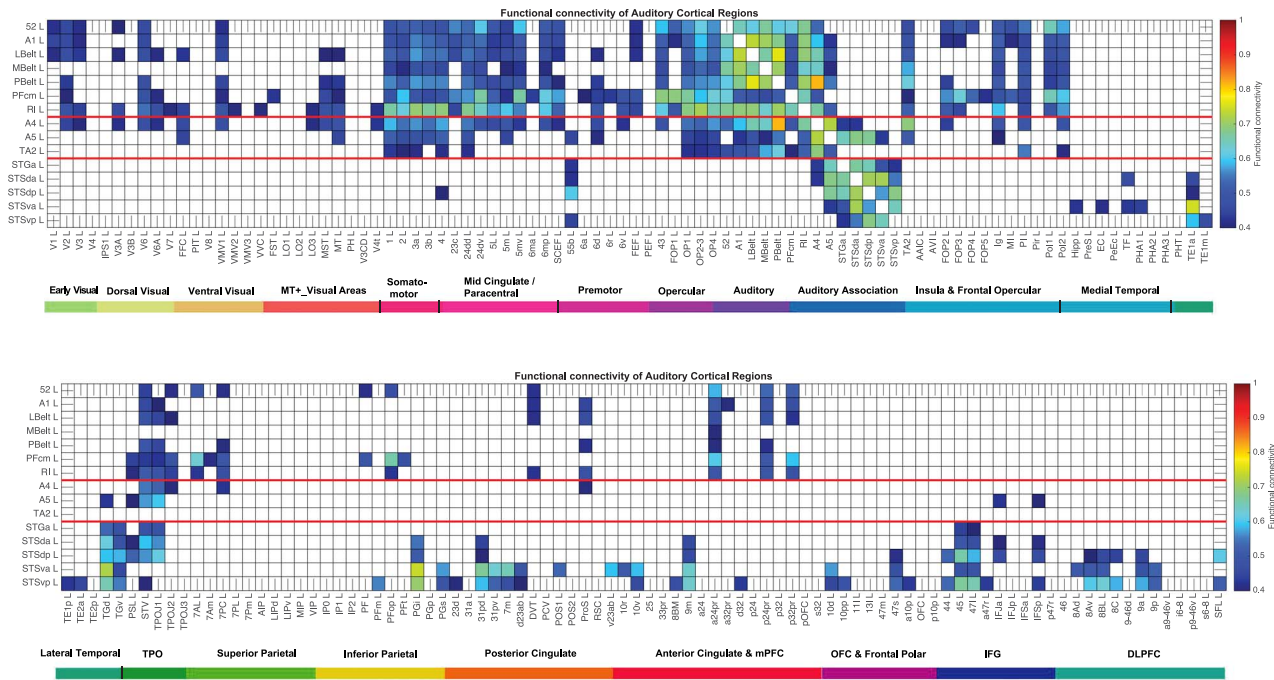 Functional connectivity of Auditory Cortical Regions
52 L
A1 L
LBelt L
MBelt L
PBelt L
PFcm L
RI L
A4 L
A5 L
TA2 L
STGa L
STSda L
STSdp L
STSva L
STSvp L
1
0.9
0.8
0.7
0.6
0.5
0.4
Functional connectivity
V1 L
V2 L
V3 L
V4 L
IPS1 L
V3A L
V3B L
V6 L
V6A L
V7 L
FFC L
PIT L
V8 L
VMV1 L
VMV2 L
VMV3 L
VVC L
FST L
LO1 L
LO2 L
LO3 L
MST L
MT L
PH L
V3CD L
V4t L
1 L
2 L
3a L
3b L
4 L
23c L
24dd L
24dv L
5L L
5m L
5mv L
6ma L
6mp L
SCEF L
55b L
6a L
6d L
6r L
6v L
FEF L
PEF L
43 L
FOP1 L
OP1 L
OP2-3 L
OP4 L
52 L
A1 L
LBelt L
MBelt L
PBelt L
PFcm L
RI L
A4 L
A5 L
STGa L
STSda L
STSdp L
STSva L
STSvp L
TA2 L
AAIC L
AVI L
FOP2 L
FOP3 L
FOP4 L
FOP5 L
Ig L
MI L
PI L
Pir L
PoI1 L
PoI2 L
Hipp L
PreS L
EC L
PeEc L
TF L
PHA1 L
PHA2 L
PHA3 L
PHT L
TE1a L
TE1m L
Early Visual
Dorsal Visual
Ventral Visual
MT+_Visual Areas
Somato-
motor
Mid Cingulate /
Paracentral
Premotor
Opercular
Auditory
Auditory Association
Insula & Frontal Opercular
Medial Temporal
Functional connectivity of Auditory Cortical Regions
52 L
A1 L
LBelt L
MBelt L
PBelt L
PFcm L
RI L
A4 L
A5 L
TA2 L
STGa L
STSda L
STSdp L
STSva L
STSvp L
1
0.9
0.8
0.7
0.6
0.5
0.4
Functional connectivity
TE1p L
TE2a L
TE2p L
TGd L
TGv L
PSL L
STV L
TPOJ1 L
TPOJ2 L
TPOJ3 L
7AL L
7Am L
7PC L
7PL L
7Pm L
AIP L
LIPd L
LIPv L
MIP L
VIP L
IP0 L
IP1 L
IP2 L
PF L
PFm L
PFop L
PFt L
PGi L
PGp L
PGs L
23d L
31a L
31pd L
31pv L
7m L
d23ab L
DVT L
PCV L
POS1 L
POS2 L
ProS L
RSC L
v23ab L
10r L
10v L
25 L
33pr L
8BM L
9m L
a24 L
a24pr L
a32pr L
d32 L
p24 L
p24pr L
p32 L
p32pr L
pOFC L
s32 L
10d L
10pp L
11l L
13l L
47m L
47s L
a10p L
OFC L
p10p L
44 L
45 L
47l L
a47r L
IFJa L
IFJp L
IFSa L
IFSp L
p47r L
46 L
8Ad L
8Av L
8BL L
8C L
9-46d L
9a L
9p L
a9-46v L
i6-8 L
p9-46v L
s6-8 L
SFL L
Lateral Temporal
TPO
Superior Parietal
Inferior Parietal
Posterior Cingulate
Anterior Cingulate & mPFC
OFC & Frontal Polar
IFG
DLPFC